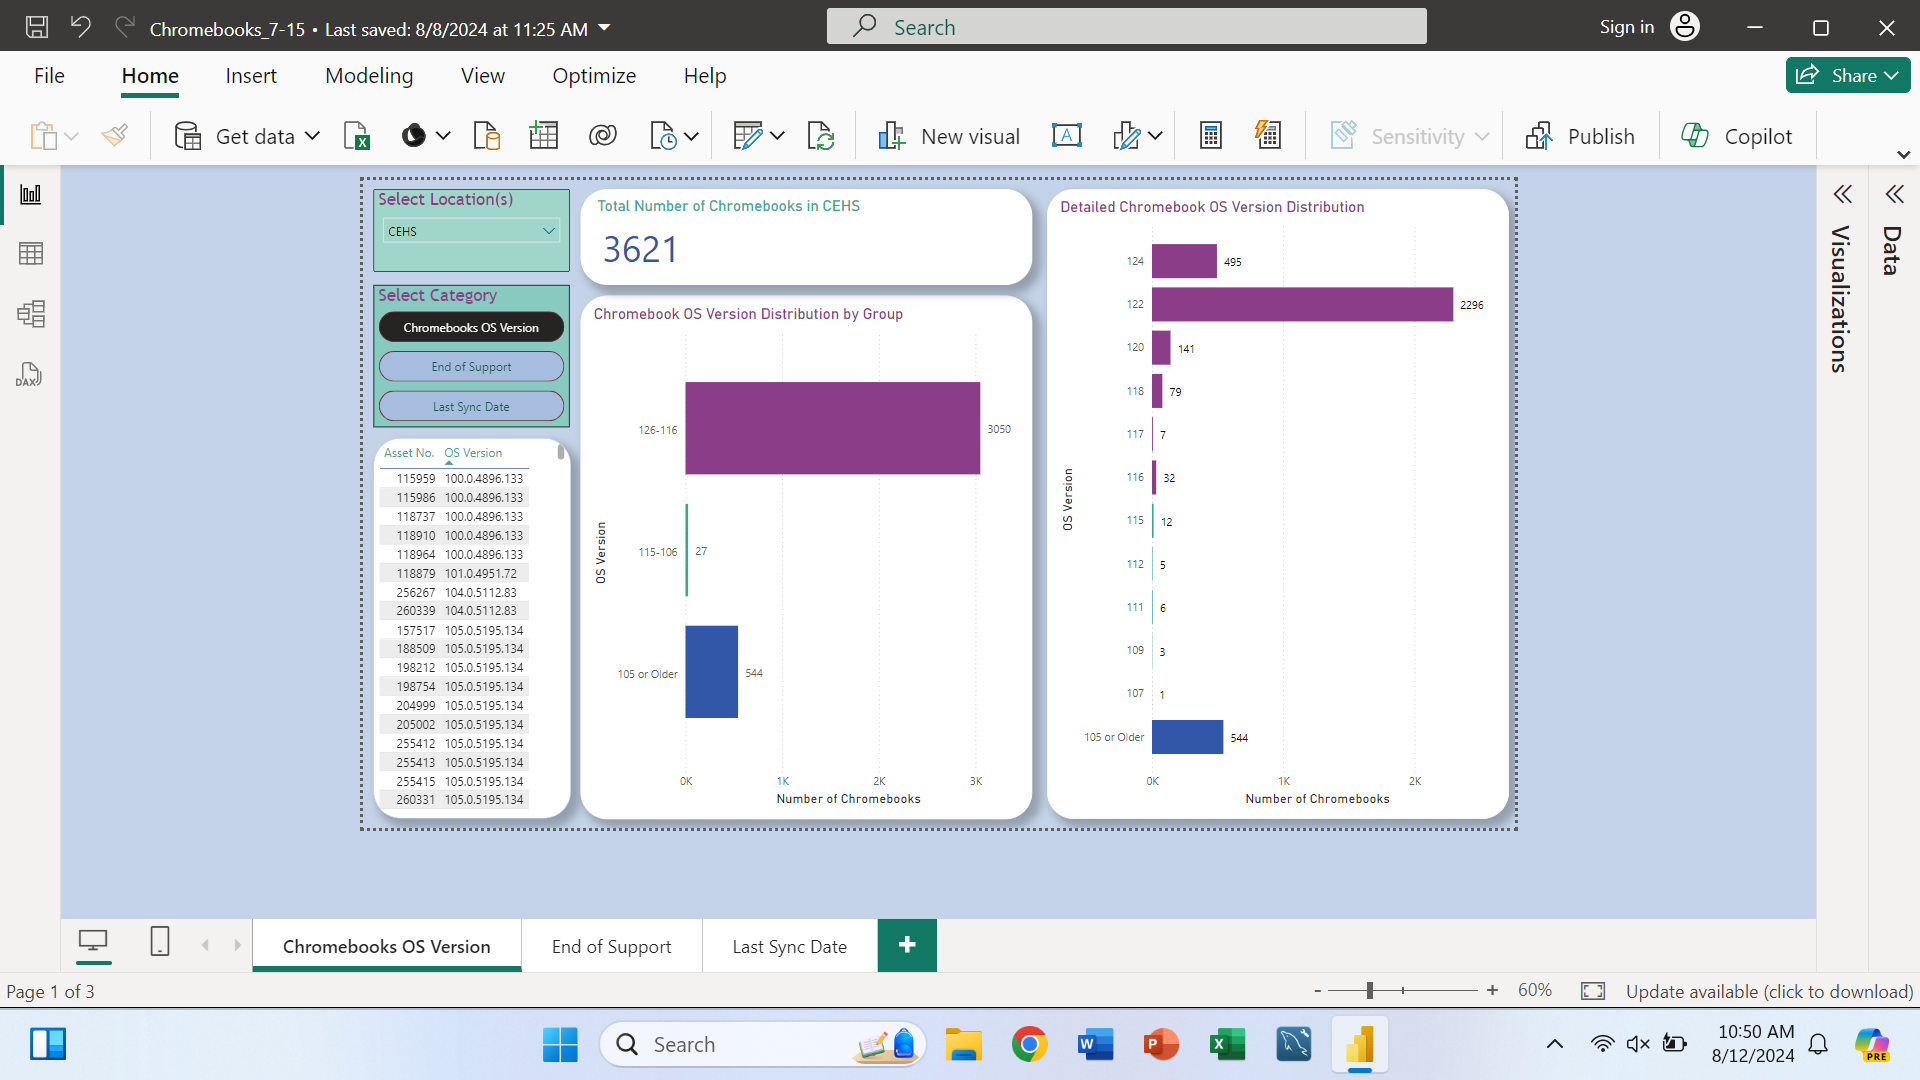 Chromebooks_7-15 • Last saved: 8/8/2024 at 11:25 AM
Search
Sign in
File
Home
Insert
Modeling
View
Optimize
Help
Share
Get data
New visual
Sensitivity
Publish
Copilot
DAX
Select Location(s)
CEHS
Select Category
Chromebooks OS Version
End of Support
Last Sync Date
Asset No. OS Version
115959 100.0.4896.133
115986 100.0.4896.133
118737 100.0.4896.133
118910 100.0.4896.133
118964 100.0.4896.133
118879 101.0.4951.72
256267 104.0.5112.83
260339 104.0.5112.83
157517 105.0.5195.134
188509 105.0.5195.134
198212 105.0.5195.134
198754 105.0.5195.134
204999 105.0.5195.134
205002 105.0.5195.134
255412 105.0.5195.134
255413 105.0.5195.134
255415 105.0.5195.134
260331 105.0.5195.134
Total Number of Chromebooks in CEHS
3621
Chromebook OS Version Distribution by Group
OS Version
126-116 3050
115-106 27
105 or Older 544
0K 1K 2K 3K
Number of Chromebooks
Detailed Chromebook OS Version Distribution
OS Version
124 495
122 2296
120 141
118 79
117 7
116 32
115 12
112 5
111 6
109 3
107 1
105 or Older 544
0K 1K 2K
Number of Chromebooks
Visualizations
Data
Chromebooks OS Version
End of Support
Last Sync Date
+
Page 1 of 3
- + 60%
Update available (click to download)
Search
W
P
X
10:50 AM
8/12/2024
PRE